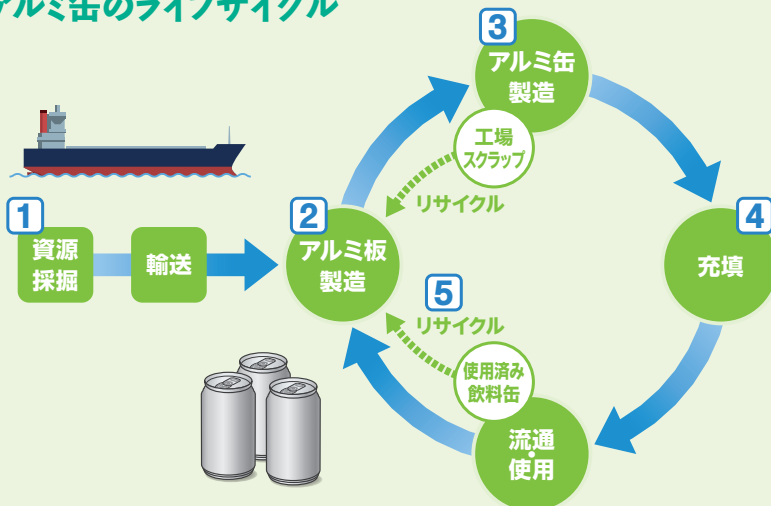 アルミ缶のライフサイクル
3
アルミ缶
製造
工場
スクラップ
リサイクル
1
資源
採掘
輸送
2
アルミ板
製造
4
充填
5
リサイクル
使用済み
飲料缶
流通・
使用